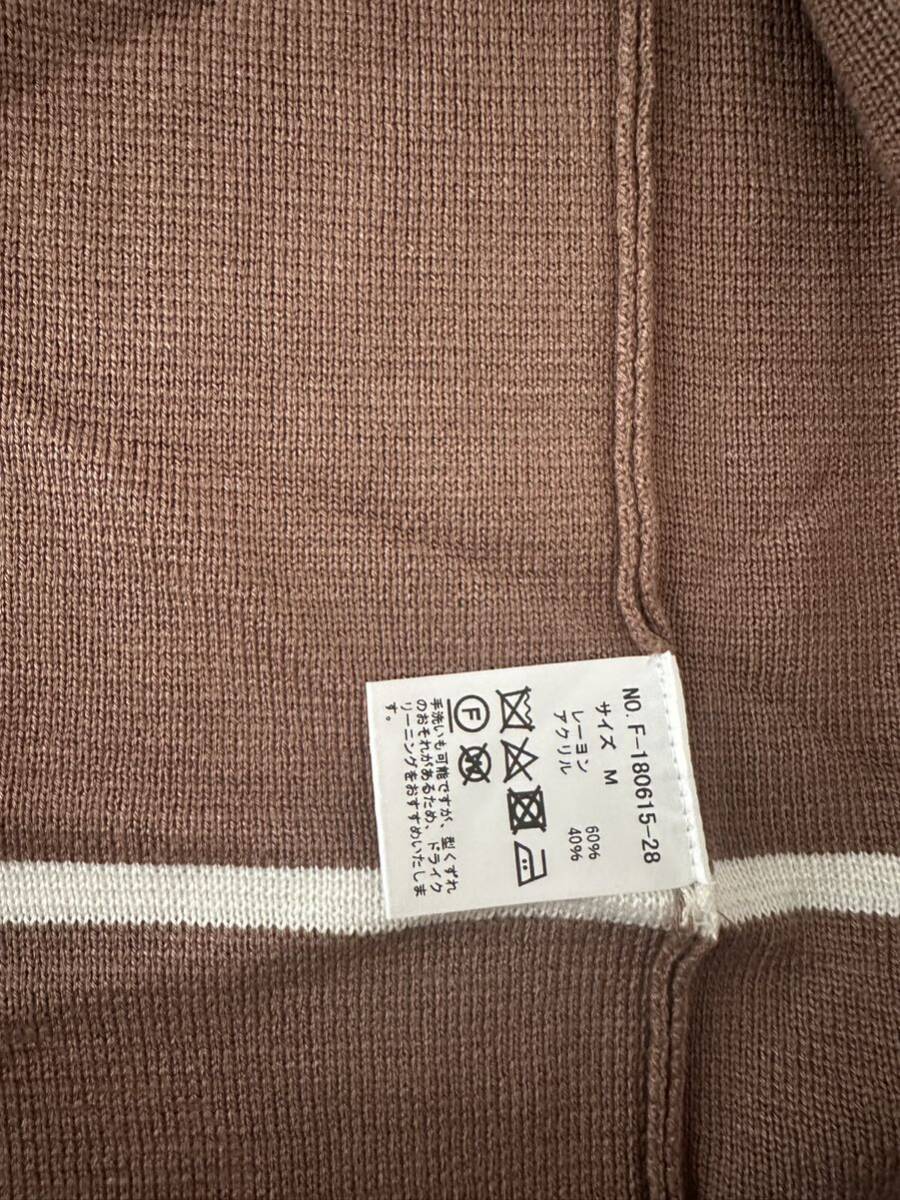 NO. F-180615-28
サイズ M
レーヨン 60%
アクリル 40%
F W
手洗いも可能ですが、型くずれ
のおそれがあるため、ドライク
リーニングをおすすめいたしま
す。